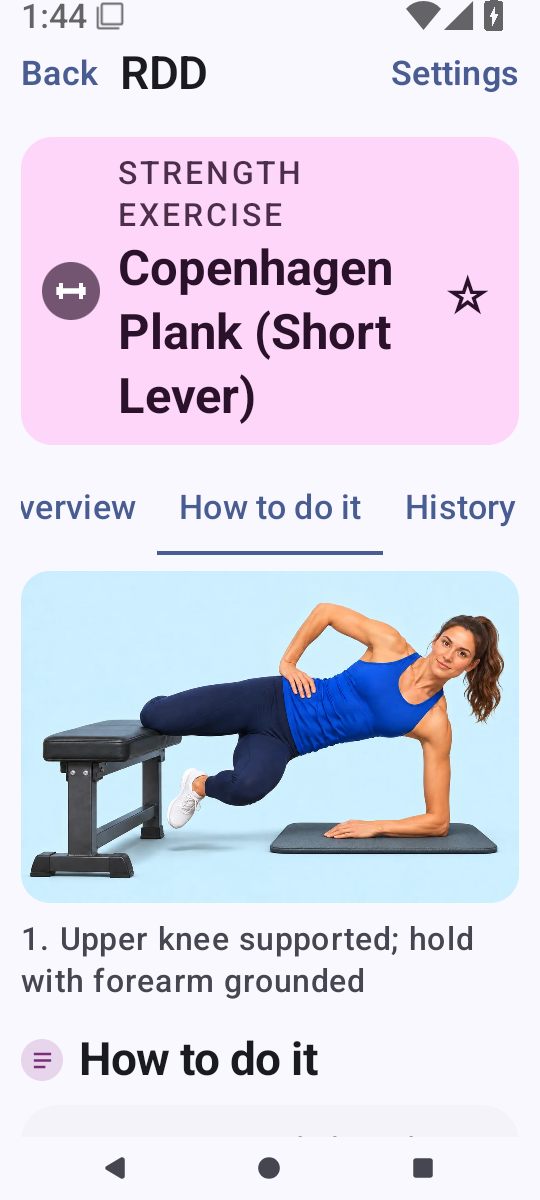 1:44
Back RDD Settings
STRENGTH
EXERCISE
Copenhagen
Plank (Short
Lever)
verview How to do it History
1. Upper knee supported; hold
with forearm grounded
How to do it